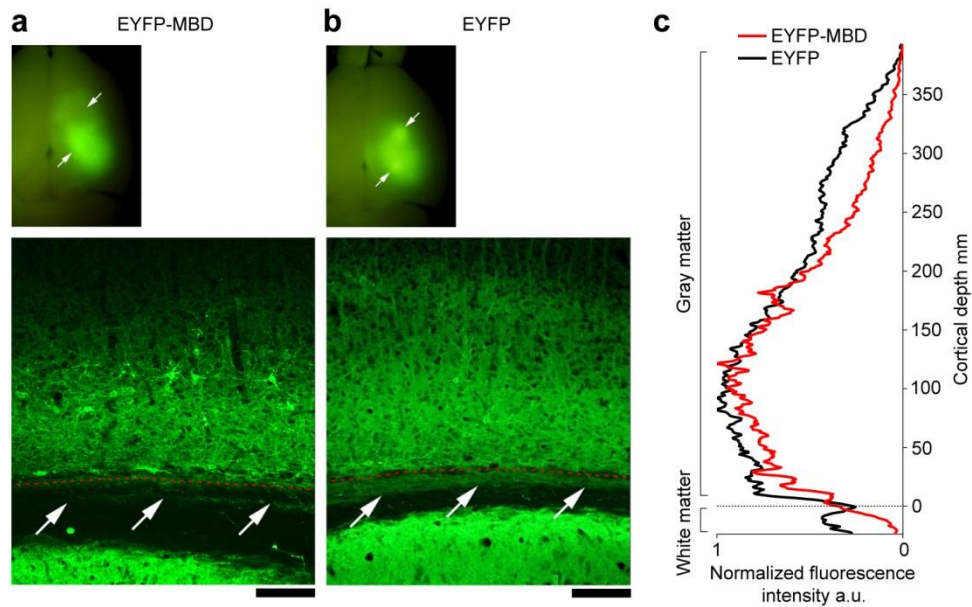 a
EYFP-MBD
b
EYFP
c
EYFP-MBD
EYFP
Gray matter
White matter
350
300
250
200
150
100
50
0
Cortical depth mm
1
0
Normalized fluorescence
intensity a.u.